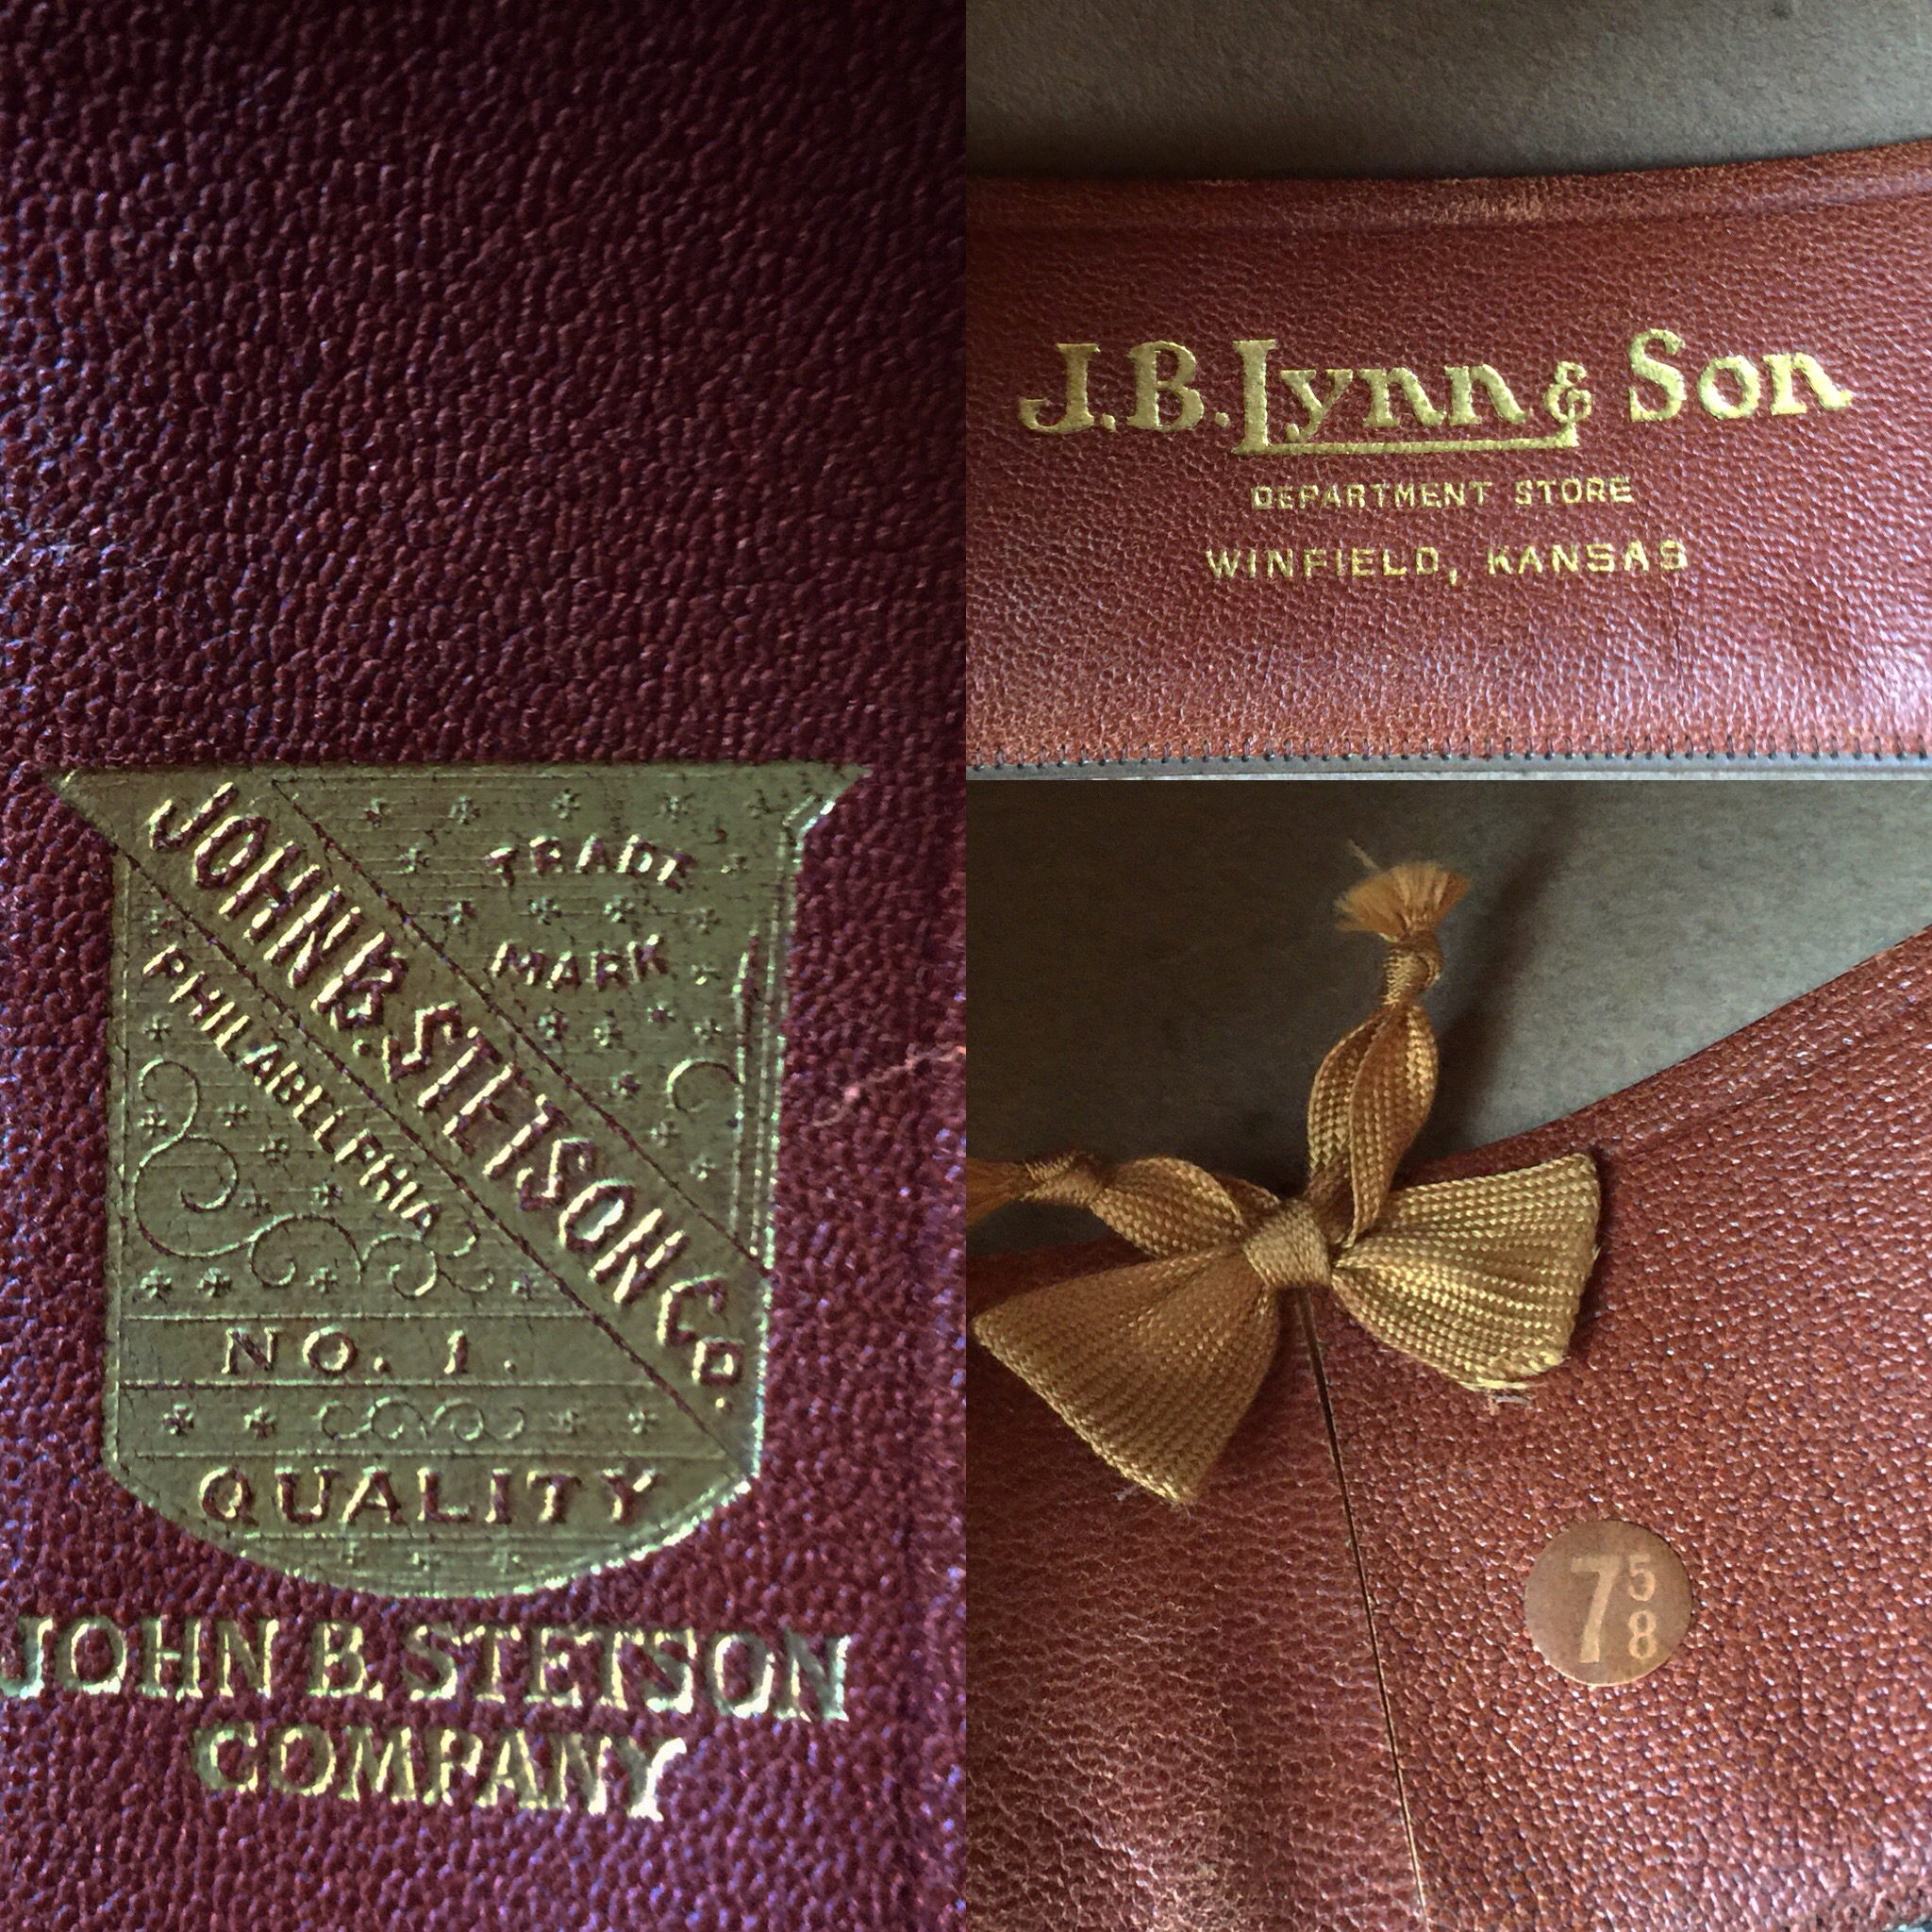 JOHN B. STETSON CO.
PHILADELPHIA
TRADE
MARK
NO. 1.
QUALITY
JOHN B. STETSON
COMPANY
J.B. Lynn & Son
DEPARTMENT STORE
WINFIELD, KANSAS
7 5/8